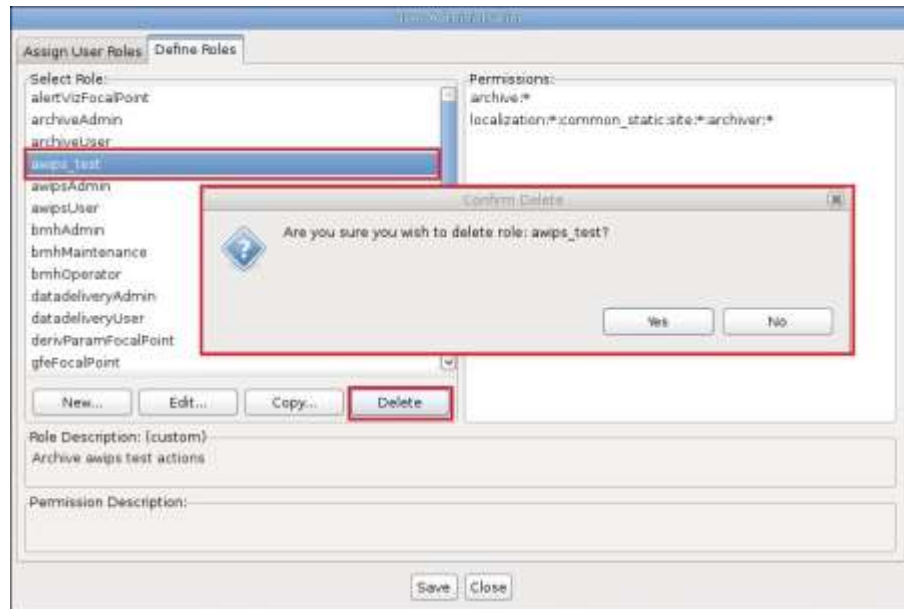 Assign User Roles
Define Roles
Select Role:
alertVizFocalPoint
archiveAdmin
archiveUser
awips_test
awipsAdmin
awipsUser
bmhAdmin
bmhMaintenance
bmhOperator
datadeliveryAdmin
datadeliveryUser
derivParamFocalPoint
gfeFocalPoint
New...
Edit...
Copy...
Delete
Permissions:
archive:*
localization:*:common_static:site:*:archiver:*
Confirm Delete
Are you sure you wish to delete role: awips_test?
Yes
No
Role Description: (custom)
Archive awips test actions
Permission Description:
Save
Close